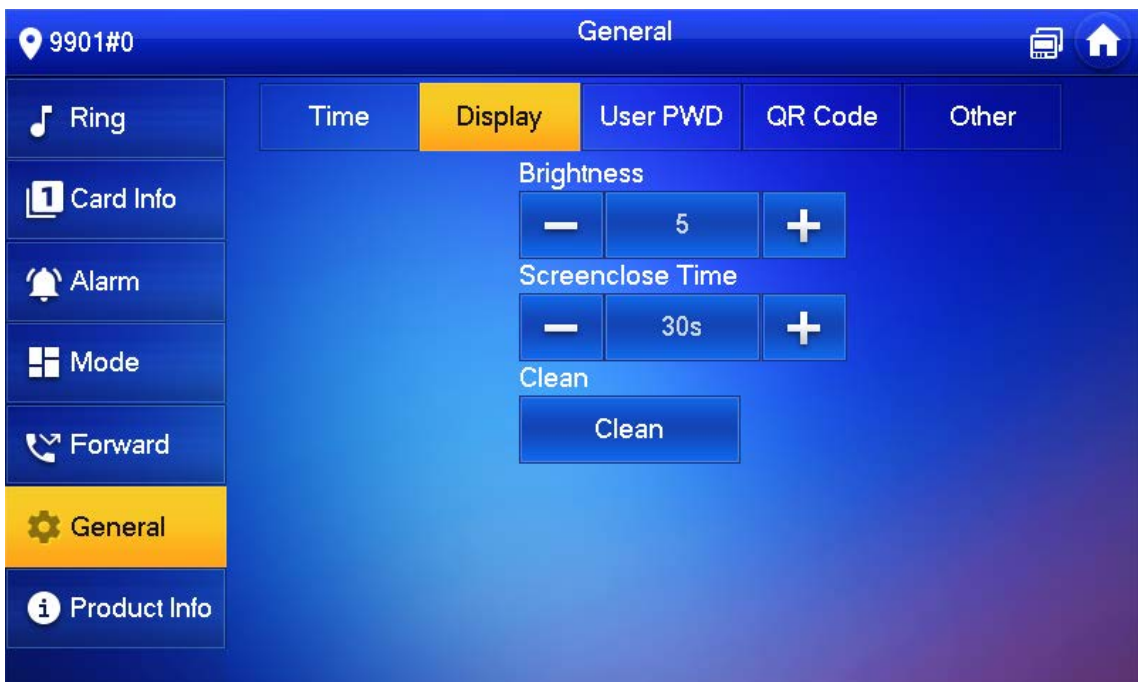 9901#0
General
Ring
Card Info
Alarm
Mode
Forward
General
Product Info
Time
Display
User PWD
QR Code
Other
Brightness
5
Screenclose Time
30s
Clean
Clean